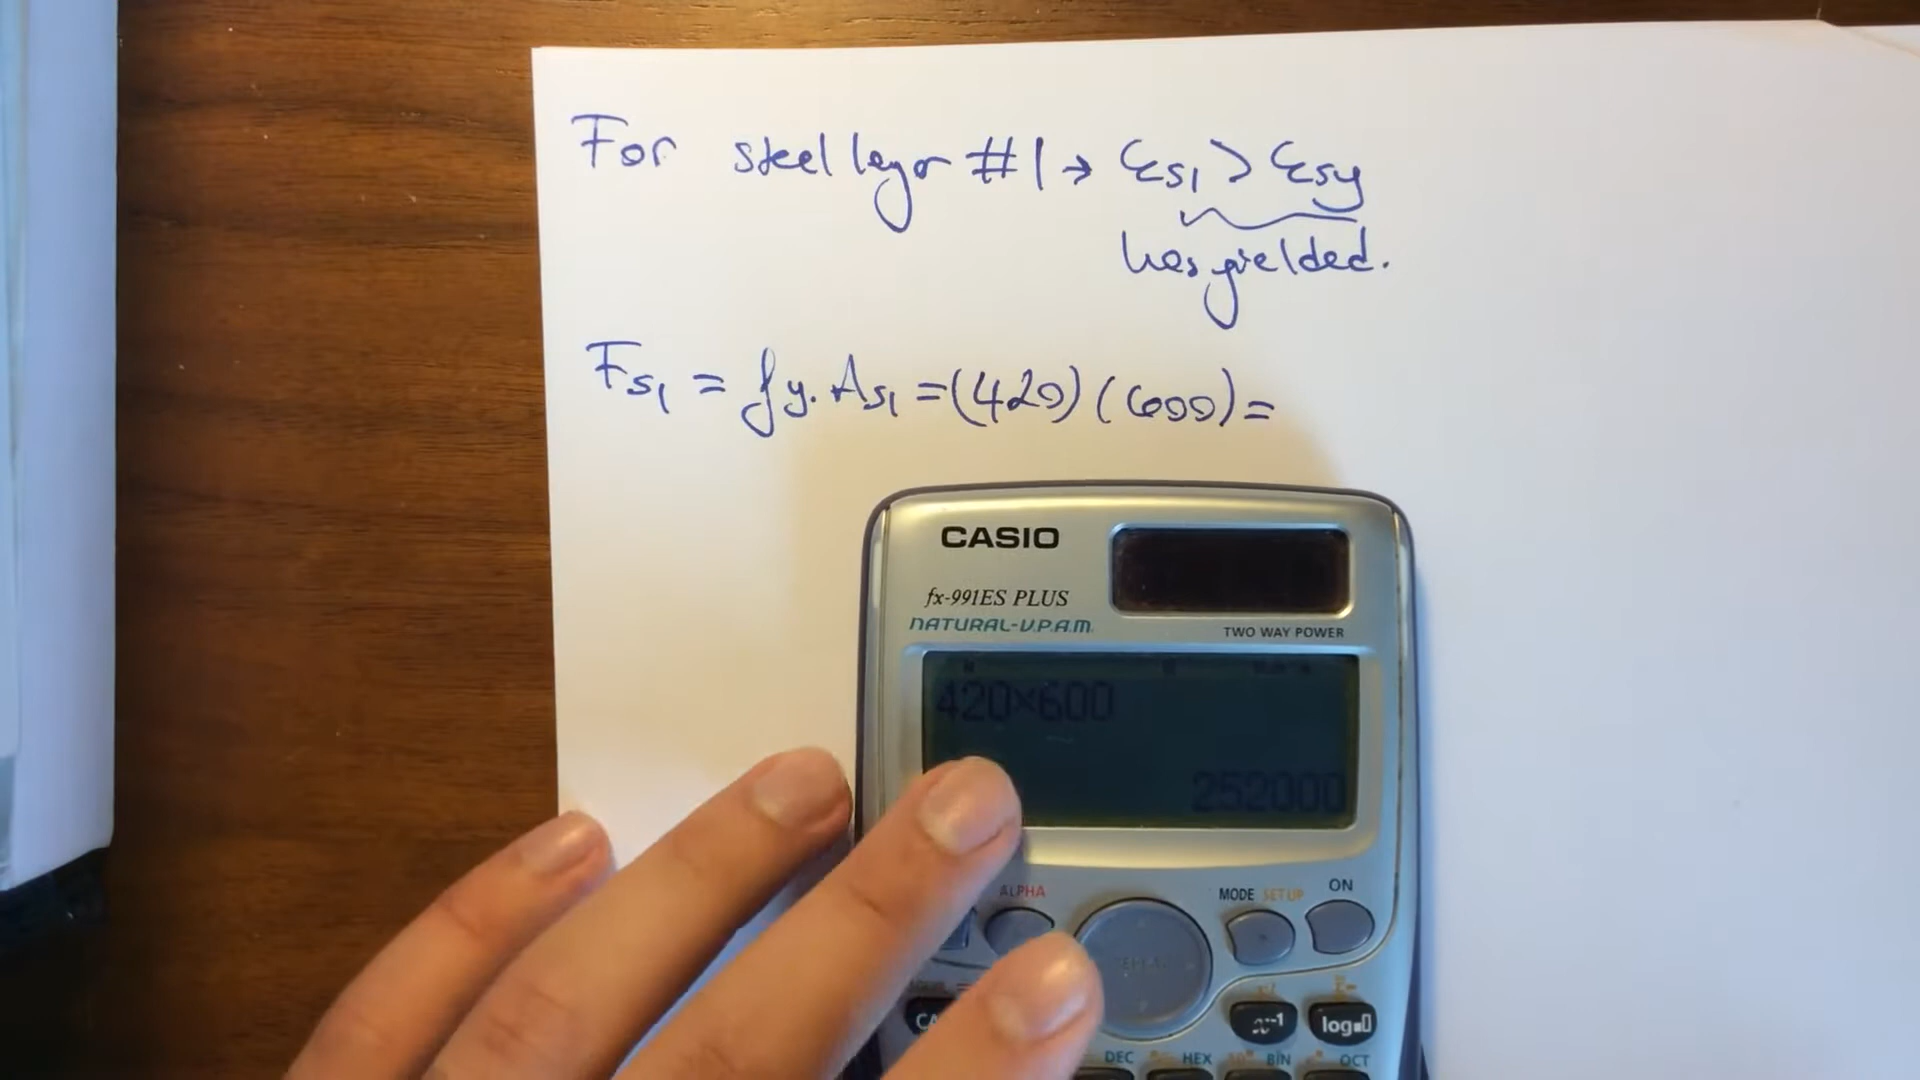 For steel layer #1 → εs1 > εsy
has yielded.
Fs1 = fy. As1 = (420) (600) =
CASIO
fx-991ES PLUS
NATURAL-V.P.A.M.
TWO WAY POWER
420×600
252000
ALPHA
MODE SETUP
ON
x⁻¹
log
DEC
HEX
BIN
OCT